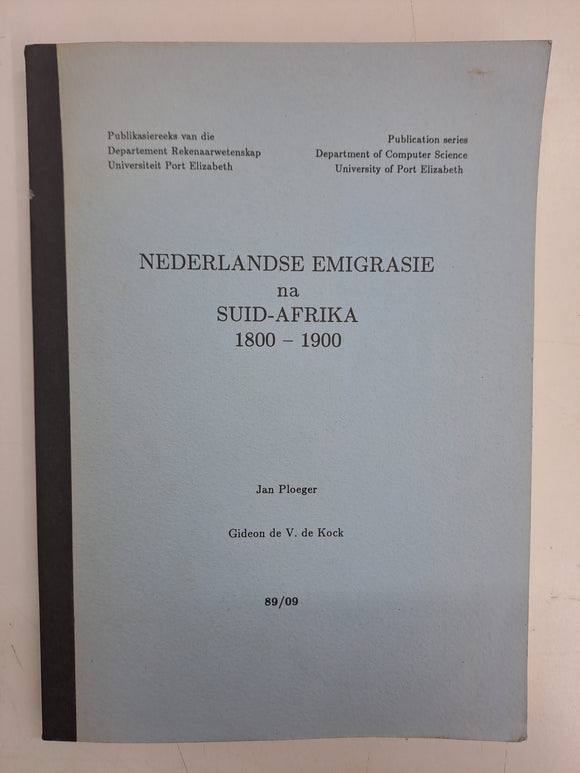 Publikasiereeks van die
Departement Rekenaarwetenskap
Universiteit Port Elizabeth
Publication series
Department of Computer Science
University of Port Elizabeth
NEDERLANDSE EMIGRASIE
na
SUID-AFRIKA
1800 – 1900
Jan Ploeger
Gideon de V. de Kock
89/09